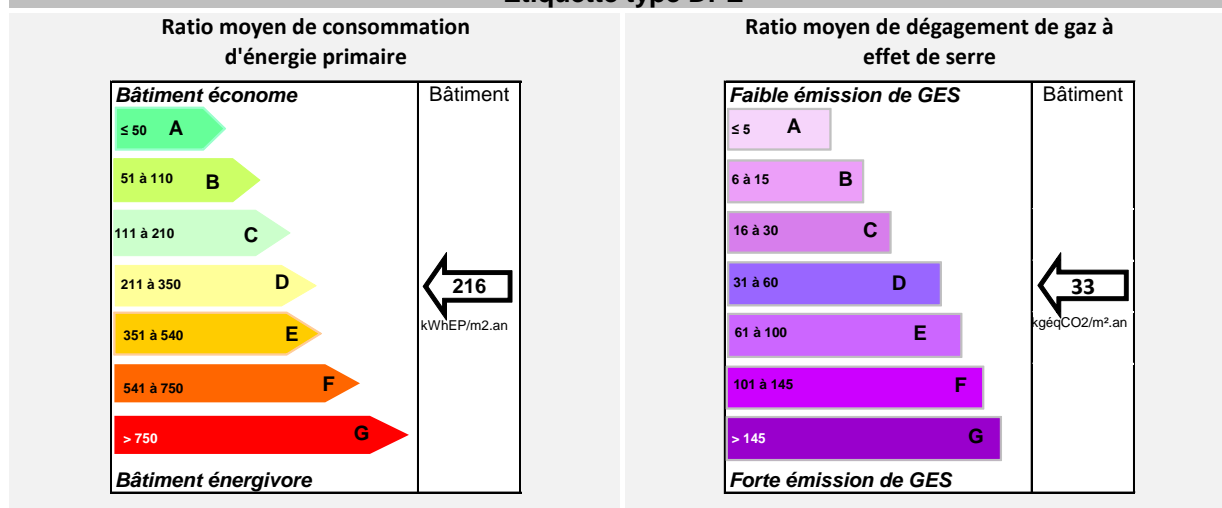 Ratio moyen de consommation
d'énergie primaire
Bâtiment économe
Bâtiment
≤ 50 A
51 à 110 B
111 à 210 C
211 à 350 D
216
kWhEP/m2.an
351 à 540 E
541 à 750 F
> 750 G
Bâtiment énergivore
Ratio moyen de dégagement de gaz à
effet de serre
Faible émission de GES
Bâtiment
≤ 5 A
6 à 15 B
16 à 30 C
31 à 60 D
33
kgéqCO2/m².an
61 à 100 E
101 à 145 F
> 145 G
Forte émission de GES